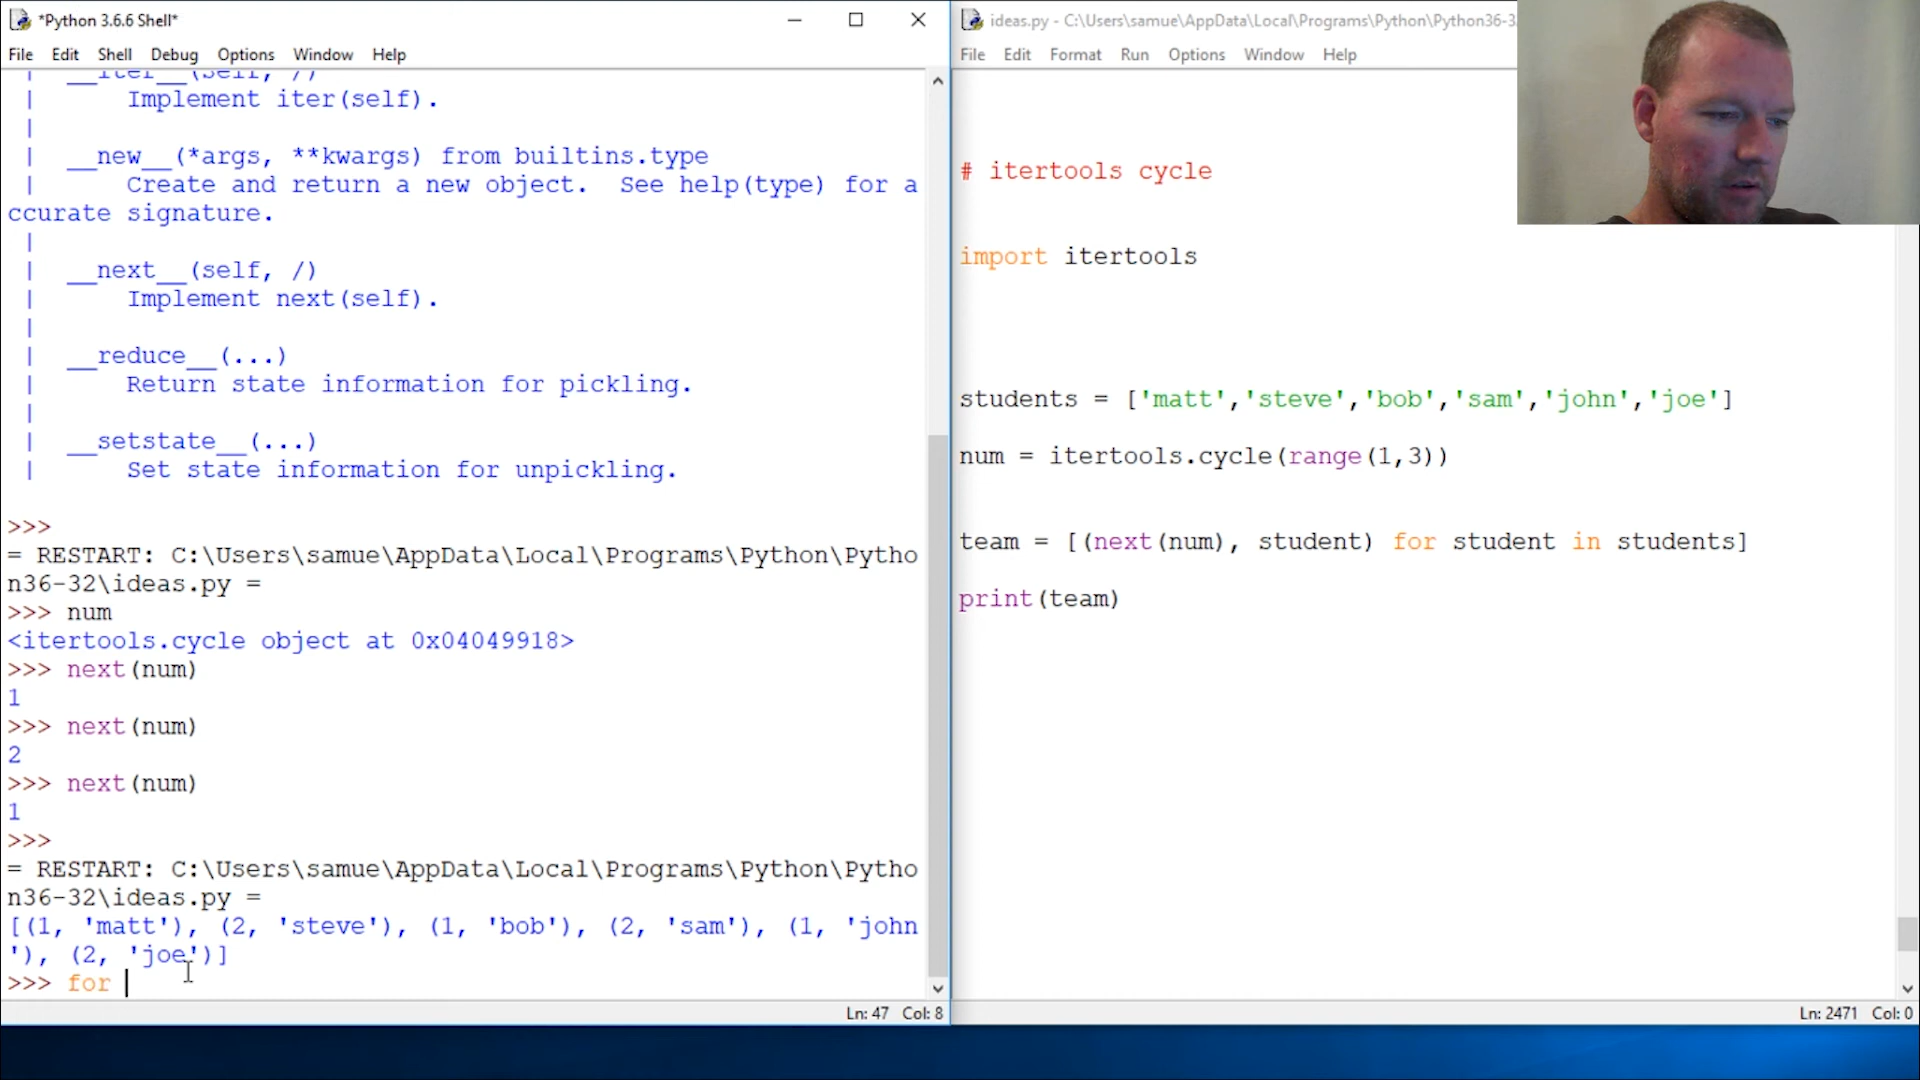 *Python 3.6.6 Shell*
File Edit Shell Debug Options Window Help
__iter__(self, /)
| Implement iter(self).
|
| __new__(*args, **kwargs) from builtins.type
| Create and return a new object.  See help(type) for a
ccurate signature.
|
| __next__(self, /)
| Implement next(self).
|
| __reduce__(...)
| Return state information for pickling.
|
| __setstate__(...)
| Set state information for unpickling.
>>>
= RESTART: C:\Users\samue\AppData\Local\Programs\Python\Pytho
n36-32\ideas.py =
>>> num
<itertools.cycle object at 0x04049918>
>>> next(num)
1
>>> next(num)
2
>>> next(num)
1
>>>
= RESTART: C:\Users\samue\AppData\Local\Programs\Python\Pytho
n36-32\ideas.py =
[(1, 'matt'), (2, 'steve'), (1, 'bob'), (2, 'sam'), (1, 'john
'), (2, 'joe')]
>>> for
Ln: 47 Col: 8
ideas.py - C:\Users\samue\AppData\Local\Programs\Python\Python36-3
File Edit Format Run Options Window Help
# itertools cycle
import itertools
students = ['matt','steve','bob','sam','john','joe']
num = itertools.cycle(range(1,3))
team = [(next(num), student) for student in students]
print(team)
Ln: 2471 Col: 0